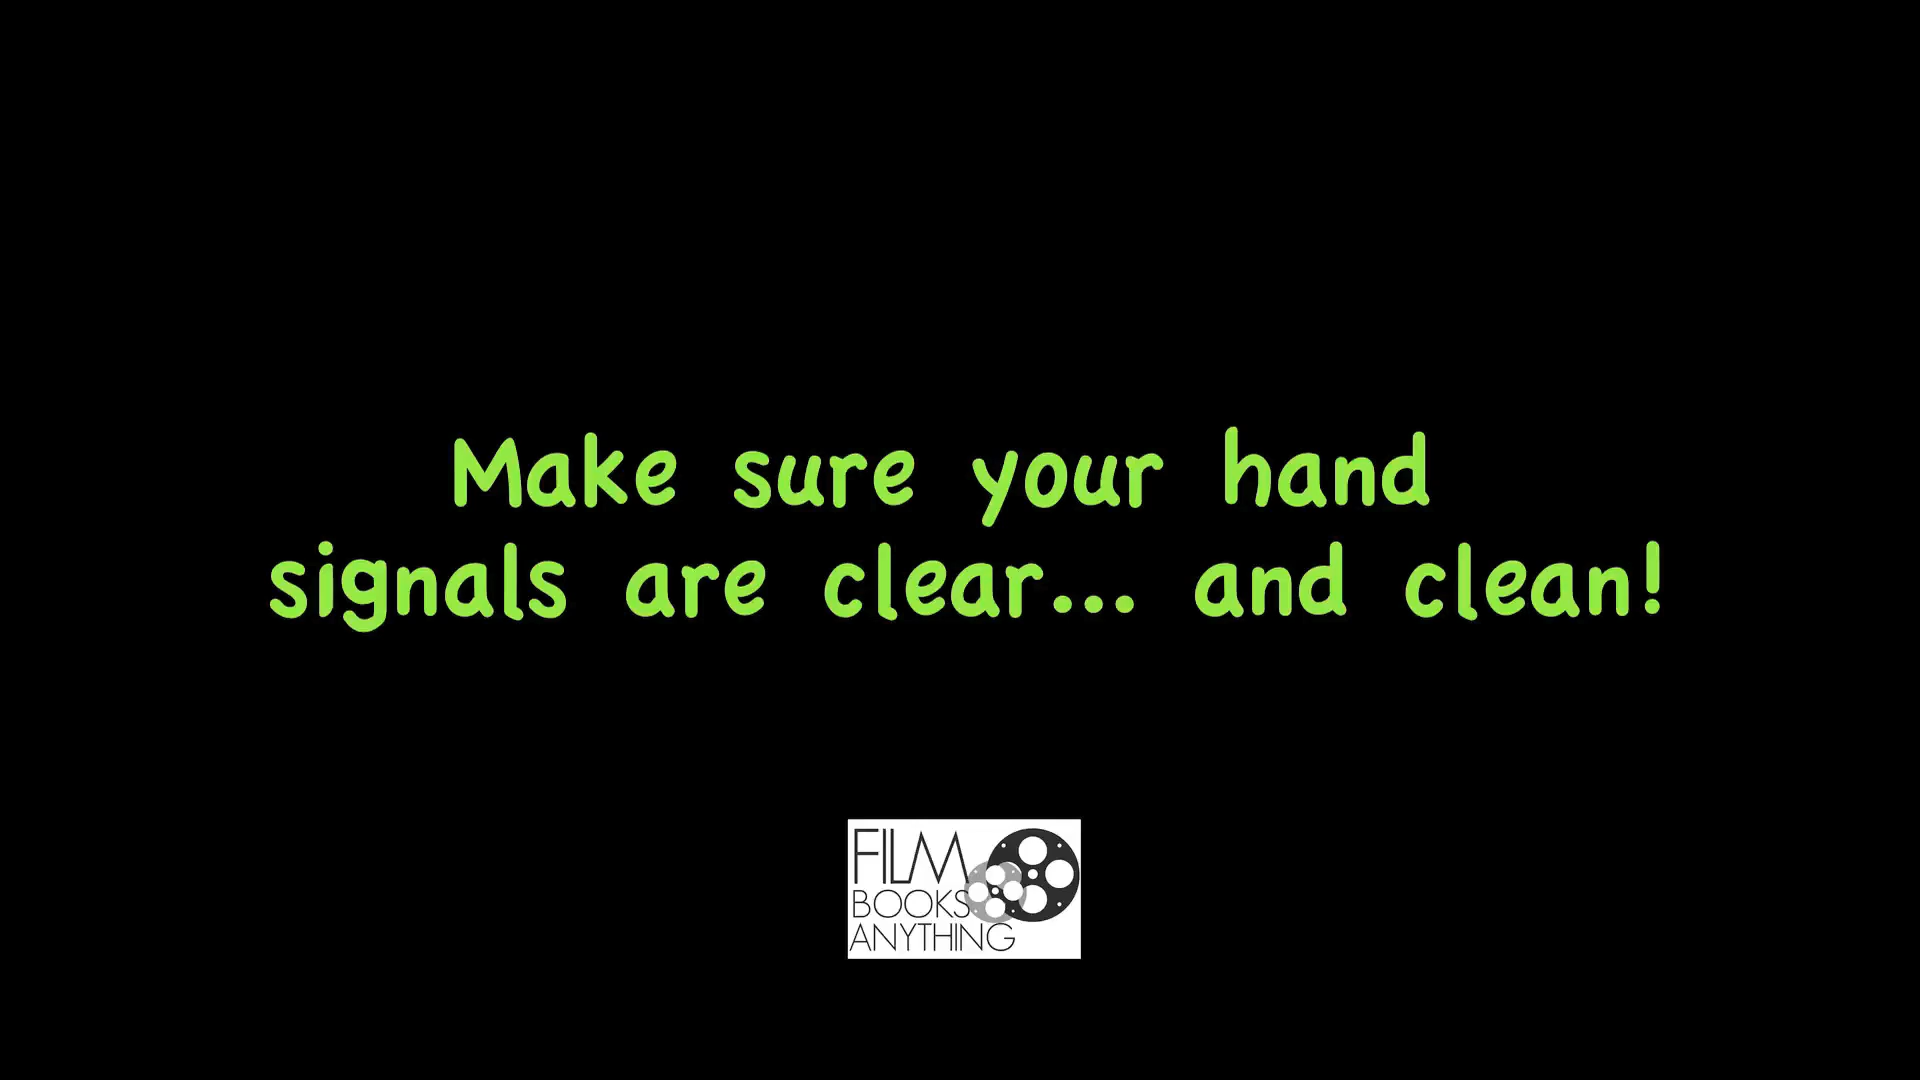 Make sure your hand
signals are clear... and clean!
FILM
BOOKS
ANYTHING